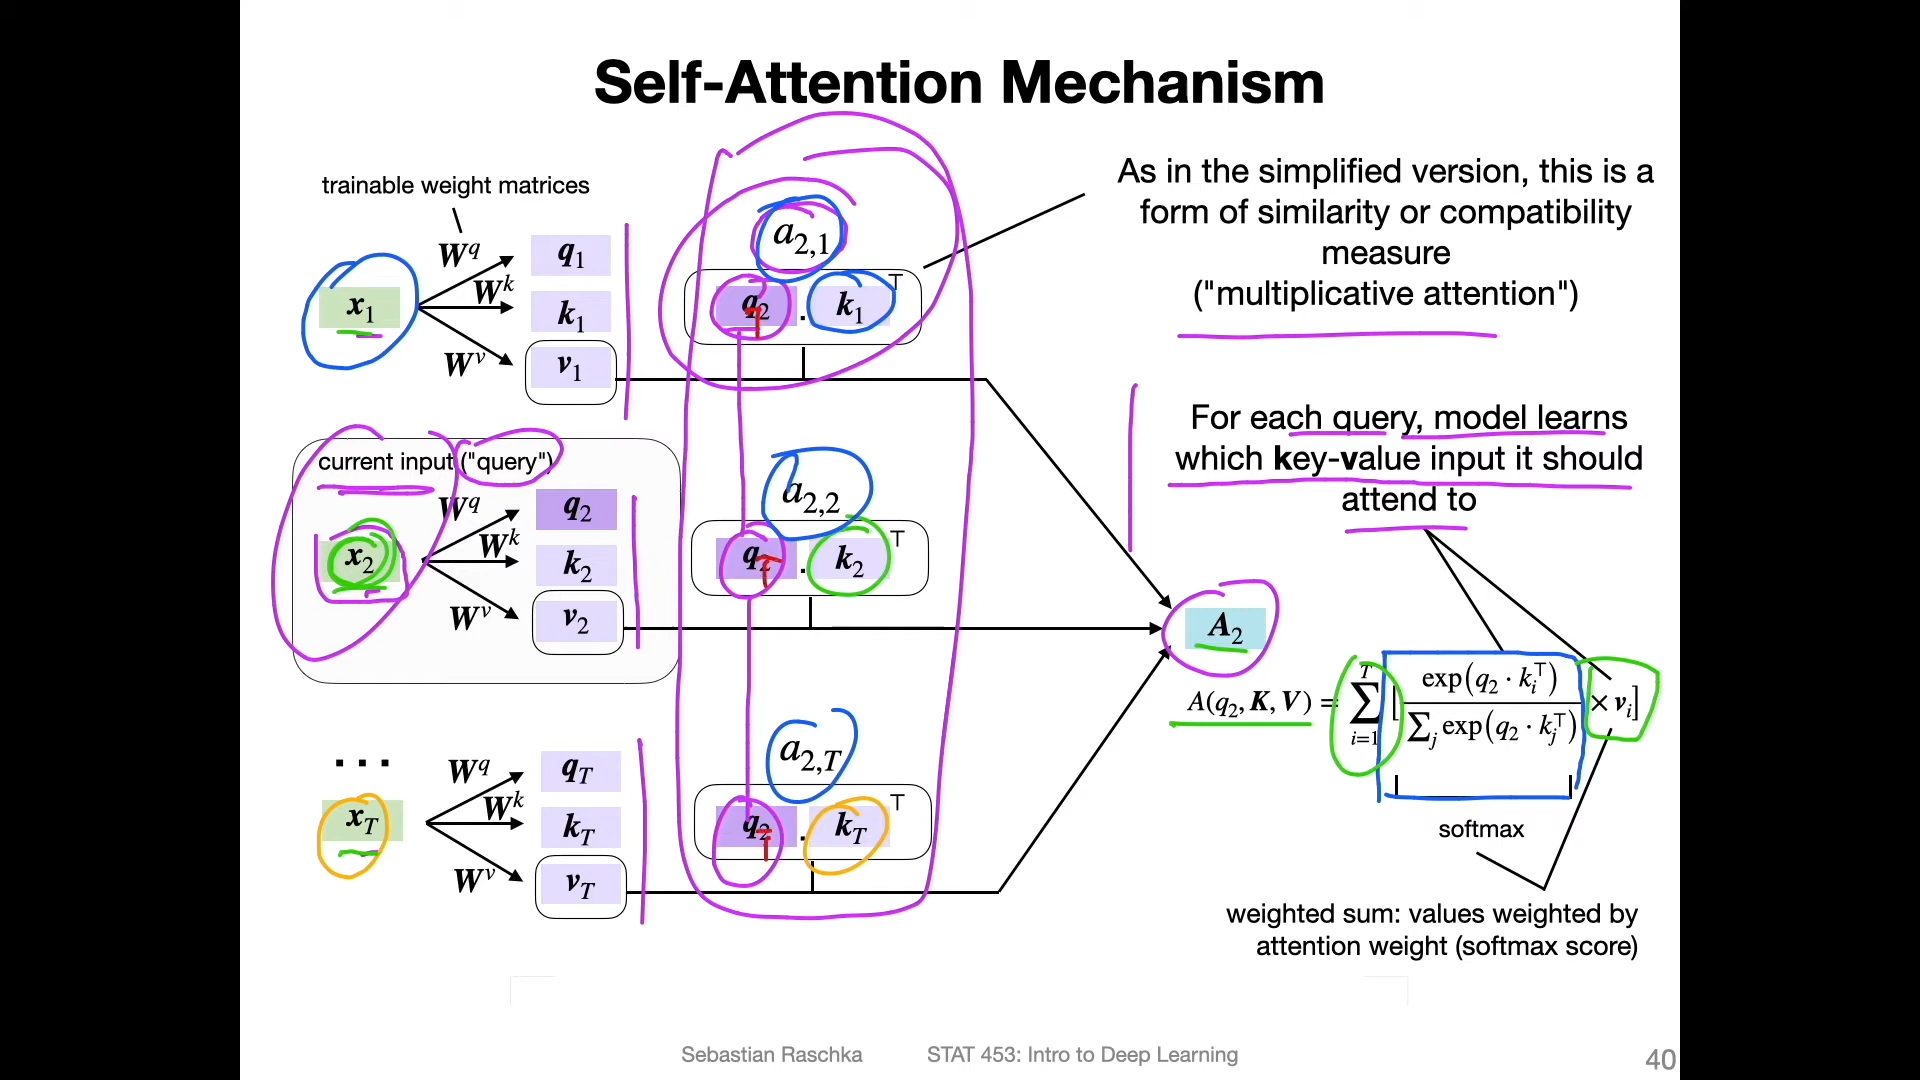 Self-Attention Mechanism
trainable weight matrices
W^q
q_1
x_1
W^k
k_1
W^v
v_1
a_{2,1}
q_2 · k_1 ⊤
As in the simplified version, this is a
form of similarity or compatibility
measure
("multiplicative attention")
current input ("query")
W^q
q_2
x_2
W^k
k_2
W^v
v_2
a_{2,2}
q_2 · k_2 ⊤
For each query, model learns
which key-value input it should
attend to
A_2
A(q_2, K, V) = ∑_{i=1}^{T} [ exp(q_2 · k_i^⊤) / ∑_j exp(q_2 · k_j^⊤) × v_i ]
softmax
weighted sum: values weighted by
attention weight (softmax score)
...
W^q
q_T
x_T
W^k
k_T
W^v
v_T
a_{2,T}
q_2 · k_T ⊤
Sebastian Raschka
STAT 453: Intro to Deep Learning
40